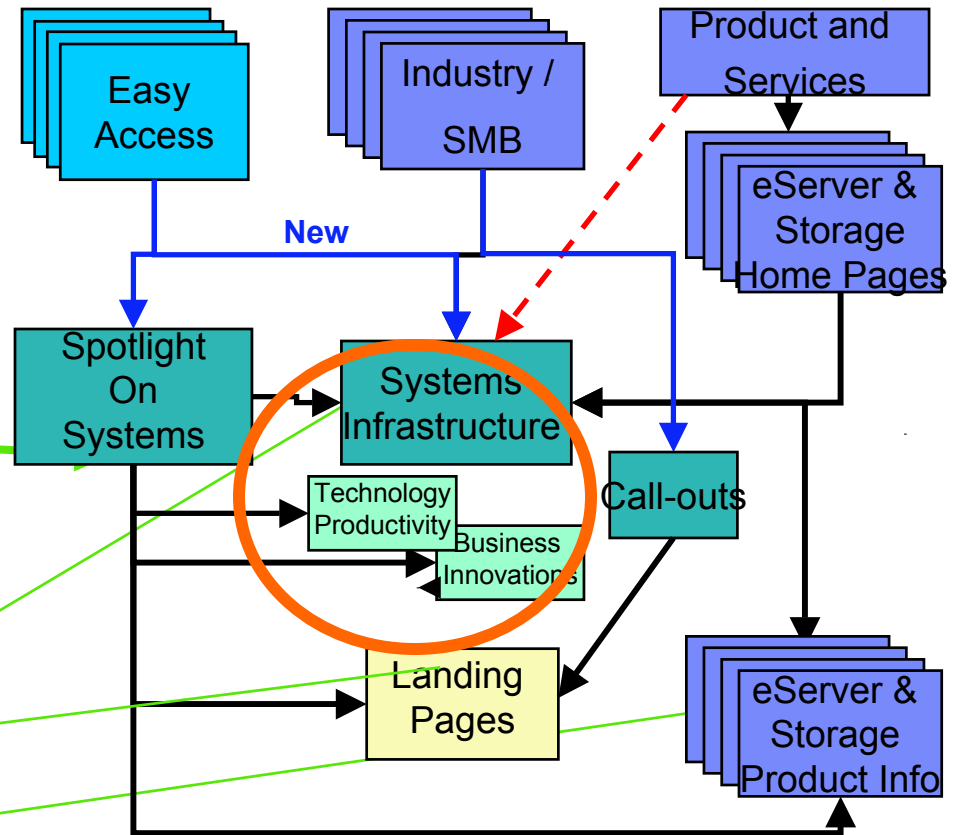 Easy
Access
Industry /
SMB
Product and
Services
eServer &
Storage
Home Pages
New
Spotlight
On
Systems
Systems
Infrastructure
Technology
Productivity
Business
Innovations
Call-outs
Landing
Pages
eServer &
Storage
Product Info